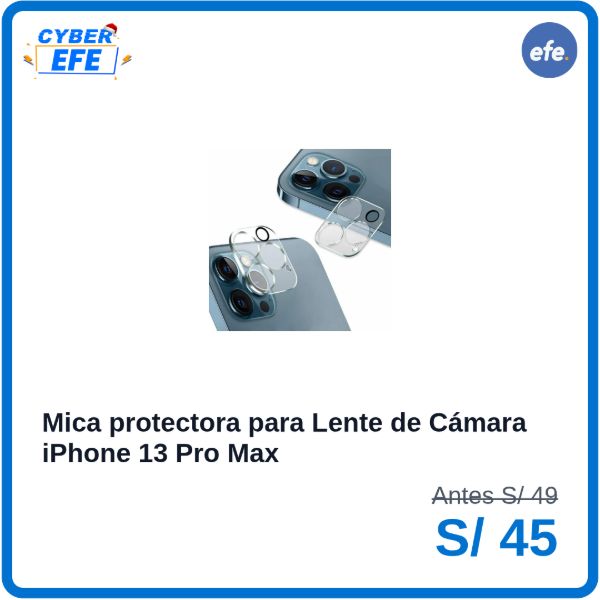 CYBER
EFE
efe.
Mica protectora para Lente de Cámara
iPhone 13 Pro Max
Antes S/ 49
S/ 45